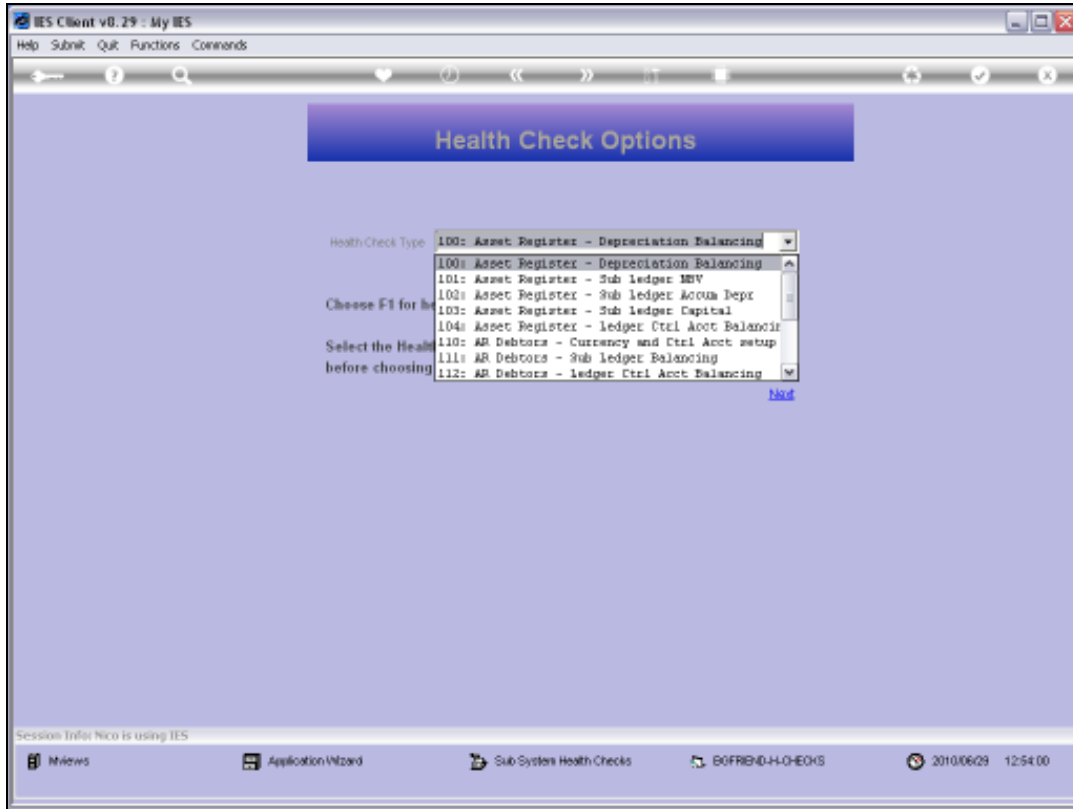 IES Client v8.29 : My IES
Help Submit Quit Functions Commands
Health Check Options
Health Check Type 100: Asset Register - Depreciation Balancing
100: Asset Register - Depreciation Balancing
101: Asset Register - Sub ledger NBV
102: Asset Register - Sub ledger Accum Depr
103: Asset Register - Sub ledger Capital
104: Asset Register - ledger Ctrl Acct Balancin
110: AR Debtors - Currency and Ctrl Acct setup
111: AR Debtors - Sub ledger Balancing
112: AR Debtors - ledger Ctrl Acct Balancing
Choose F1 for he
Select the Healt
before choosing
Next
Session Info: Nico is using IES
Mviews Application Wizard Sub System Health Checks BGFRIEND-H-CHECKS 2010/06/29 12:54:00